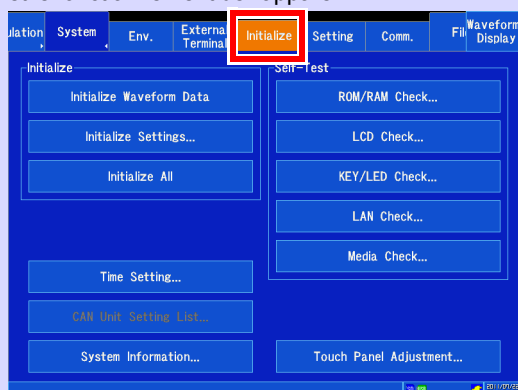 ulation System Env. External Terminal Initialize Setting Comm. Fil Waveform Display
Initialize
Self-Test
Initialize Waveform Data
ROM/RAM Check...
Initialize Settings...
LCD Check...
Initialize All
KEY/LED Check...
LAN Check...
Media Check...
Time Setting...
CAN Unit Setting List...
System Information...
Touch Panel Adjustment...